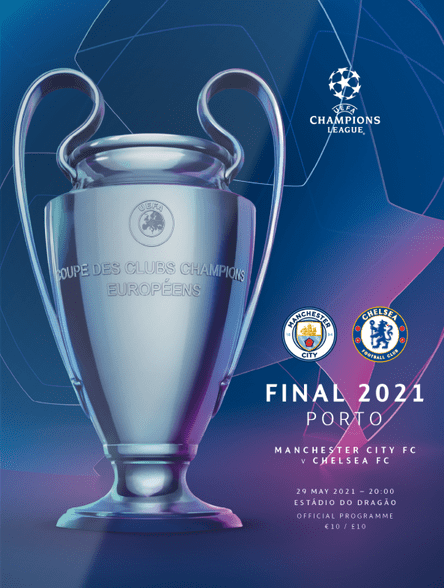 UEFA
CHAMPIONS
LEAGUE
UEFA
COUPE DES CLUBS CHAMPIONS
EUROPÉENS
MANCHESTER
CITY
CHELSEA
FOOTBALL CLUB
FINAL 2021
PORTO
MANCHESTER CITY FC
v CHELSEA FC
29 MAY 2021 – 20:00
ESTÁDIO DO DRAGÃO
OFFICIAL PROGRAMME
€10 / £10